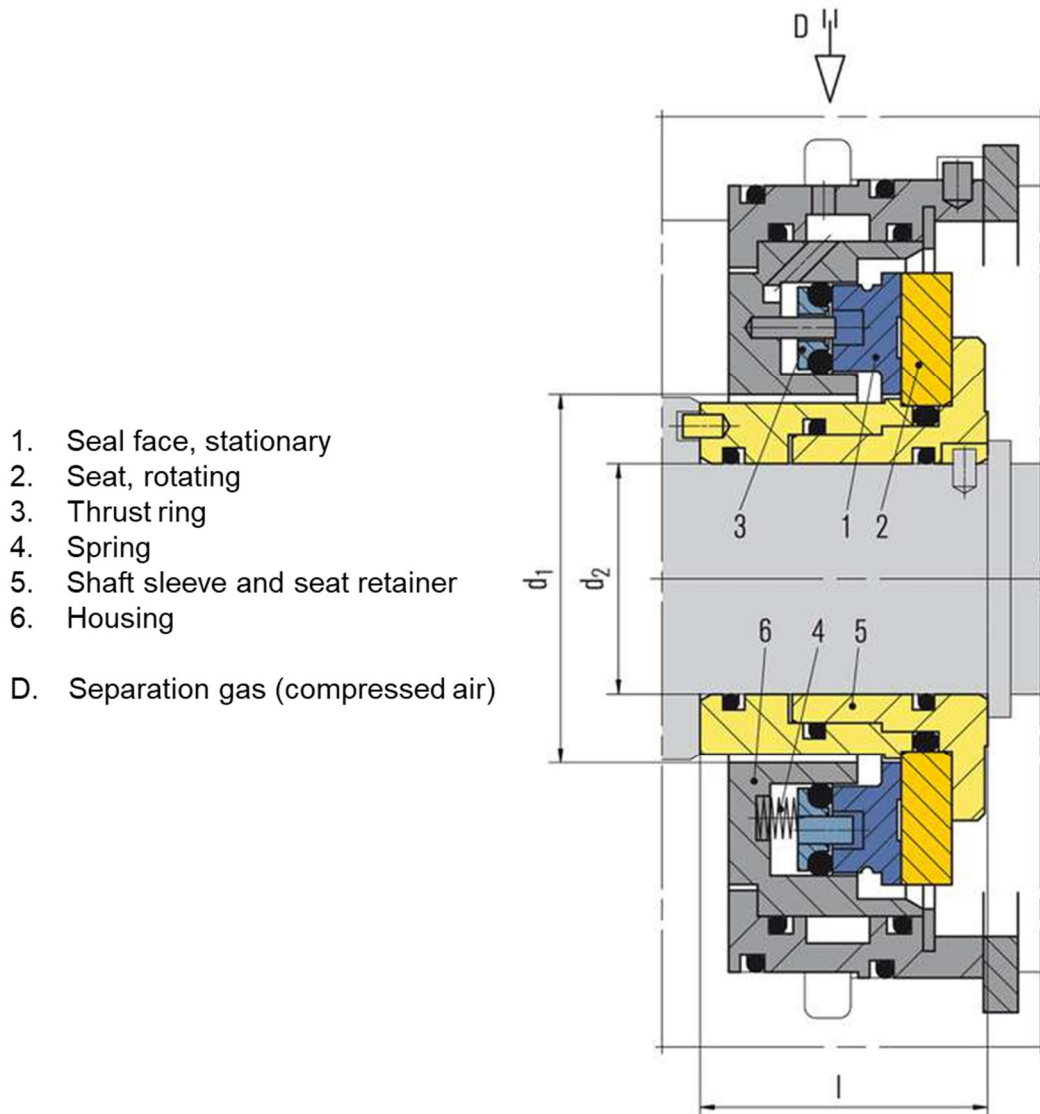 1. Seal face, stationary
2. Seat, rotating
3. Thrust ring
4. Spring
5. Shaft sleeve and seat retainer
6. Housing
D. Separation gas (compressed air)
D
3 1 2
d₁
d₂
6 4 5
l